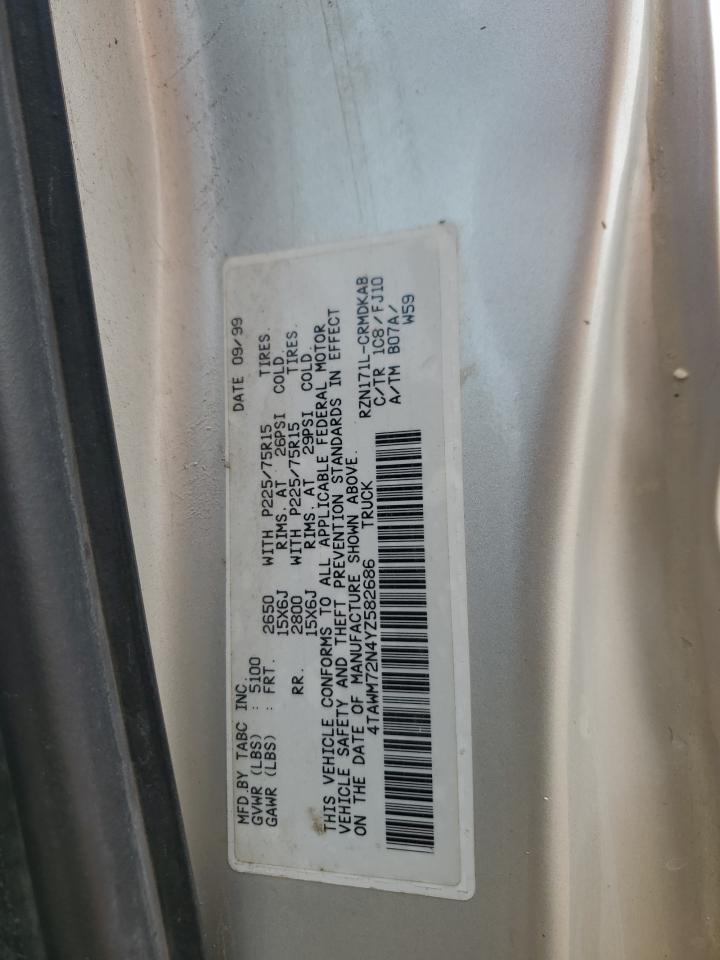 MFD.BY TABC INC. DATE 09/99
GVWR (LBS) : 5100
GAWR (LBS) : FRT. 2650 WITH P225/75R15 TIRES.
15X6J RIMS. AT 26PSI COLD.
RR. 2800 WITH P225/75R15 TIRES.
15X6J RIMS. AT 29PSI COLD.
THIS VEHICLE CONFORMS TO ALL APPLICABLE FEDERAL MOTOR
VEHICLE SAFETY AND THEFT PREVENTION STANDARDS IN EFFECT
ON THE DATE OF MANUFACTURE SHOWN ABOVE.
4TAWM72N4YZ582686 TRUCK RZN171L-CRMDKAB
C/TR 1C8/FJ10
A/TM B07A/
W59